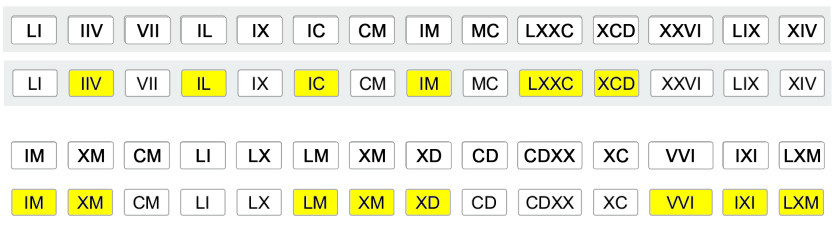 LI IIV VII IL IX IC CM IM MC LXXC XCD XXVI LIX XIV
LI IIV VII IL IX IC CM IM MC LXXC XCD XXVI LIX XIV
IM XM CM LI LX LM XM XD CD CDXX XC VVI IXI LXM
IM XM CM LI LX LM XM XD CD CDXX XC VVI IXI LXM